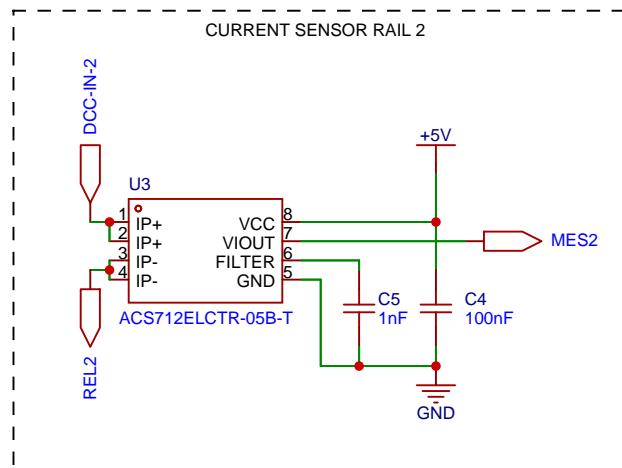 CURRENT SENSOR RAIL 2
DCC-IN-2
+5V
U3
1 IP+ VCC 8
2 IP+ VIOUT 7 MES2
3 IP- FILTER 6
4 IP- GND 5
C5 C4
1nF 100nF
ACS712ELCTR-05B-T
REL2
GND